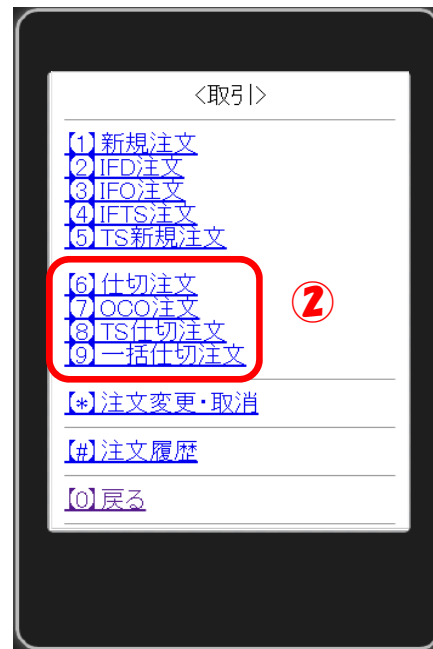 <取引>
【1】新規注文
【2】IFD注文
【3】IFO注文
【4】IFTS注文
【5】TS新規注文
【6】仕切注文
【7】OCO注文
【8】TS仕切注文
【9】一括仕切注文
②
【*】注文変更・取消
【#】注文履歴
【0】戻る